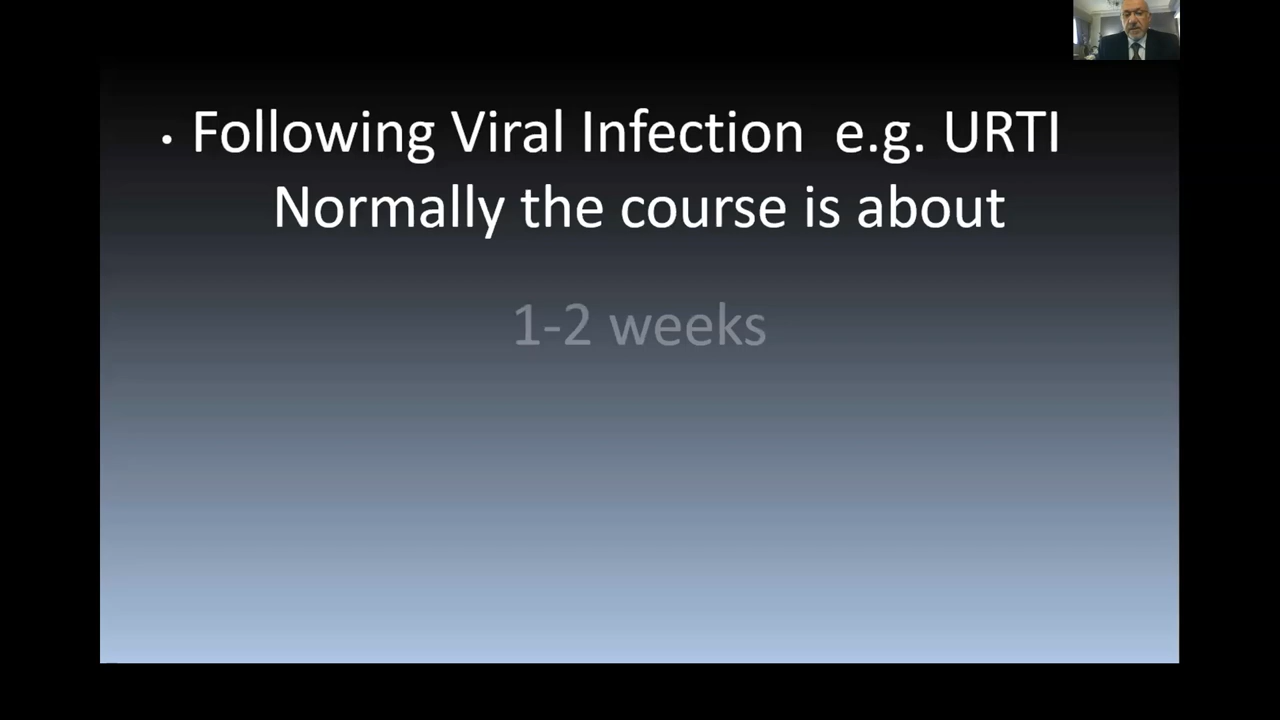 • Following Viral Infection e.g. URTI
Normally the course is about
1-2 weeks